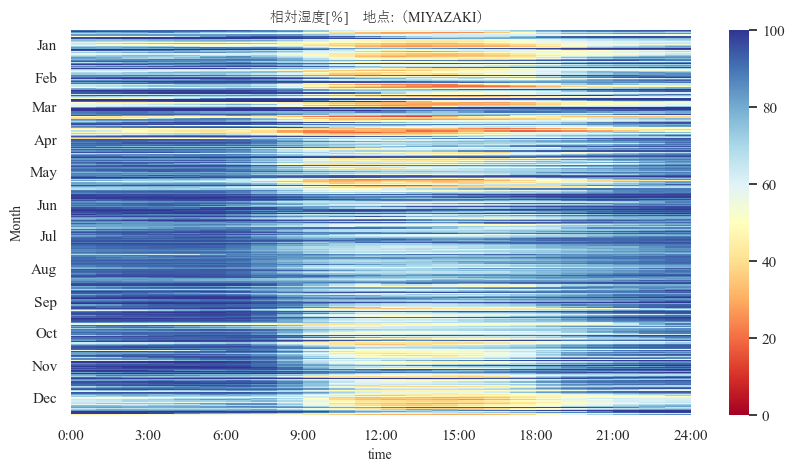 相対湿度[%] 地点:（MIYAZAKI）
Month
Jan
Feb
Mar
Apr
May
Jun
Jul
Aug
Sep
Oct
Nov
Dec
0:00 3:00 6:00 9:00 12:00 15:00 18:00 21:00 24:00
time
100
80
60
40
20
0